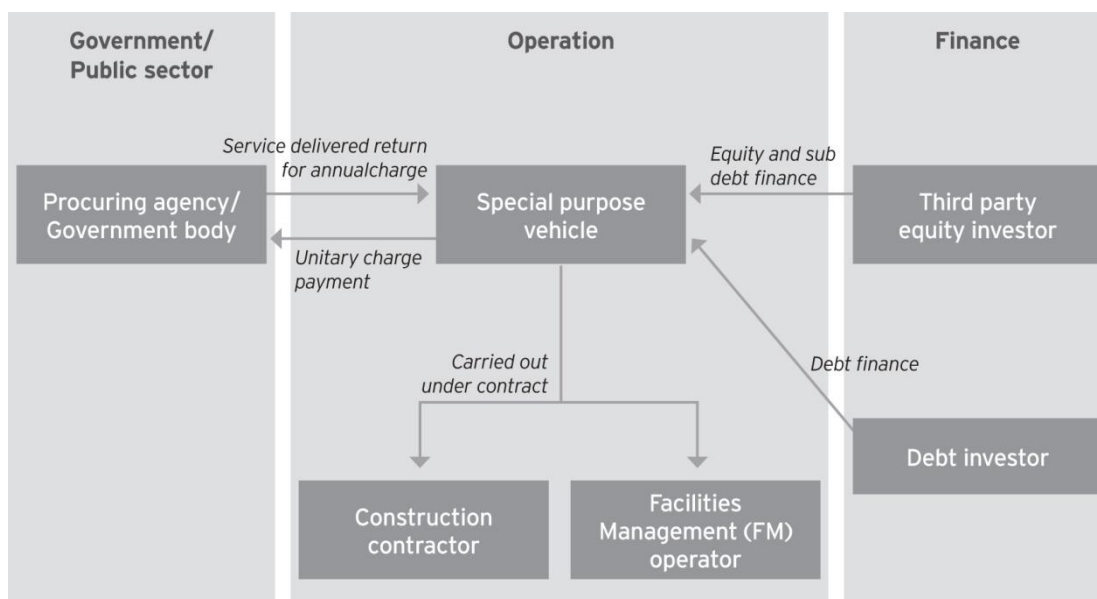 Government/
Public sector
Operation
Finance
Service delivered return
for annualcharge
Equity and sub
debt finance
Procuring agency/
Government body
Special purpose
vehicle
Third party
equity investor
Unitary charge
payment
Carried out
under contract
Debt finance
Debt investor
Construction
contractor
Facilities
Management (FM)
operator